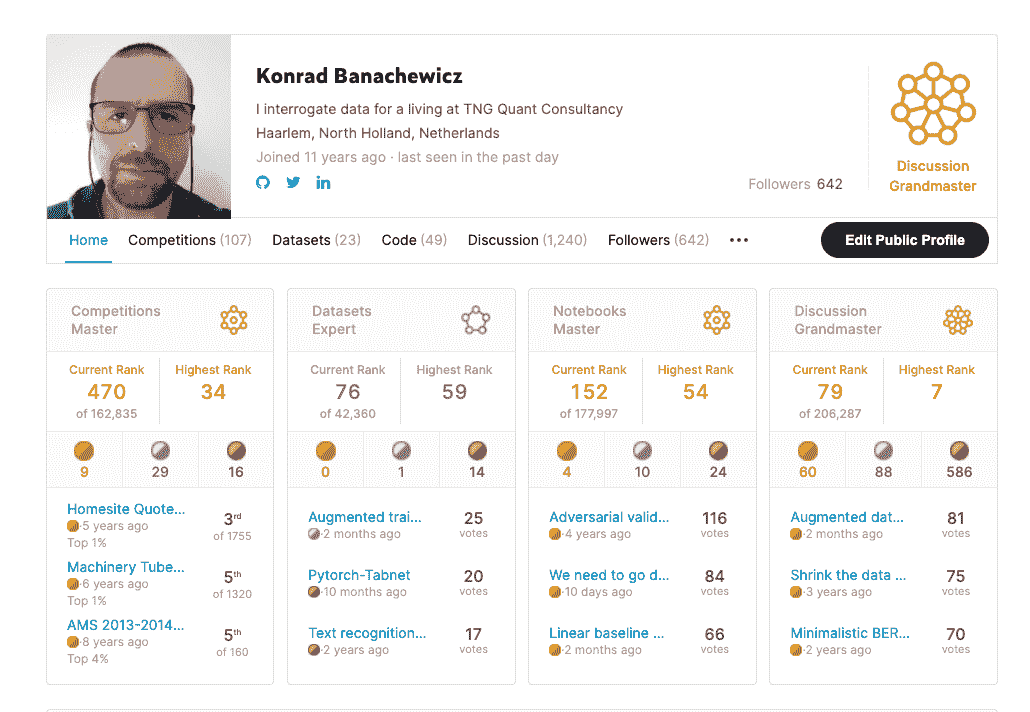 Konrad Banachewicz
I interrogate data for a living at TNG Quant Consultancy
Haarlem, North Holland, Netherlands
Joined 11 years ago · last seen in the past day
in
Followers 642
Discussion
Grandmaster
Home Competitions (107) Datasets (23) Code (49) Discussion (1,240) Followers (642) ••• Edit Public Profile
Competitions
Master
Current Rank Highest Rank
470 34
of 162,835
9 29 16
Homesite Quote... 3rd
·5 years ago of 1755
Top 1%
Machinery Tube... 5th
·6 years ago of 1320
Top 1%
AMS 2013-2014... 5th
·8 years ago of 160
Top 4%
Datasets
Expert
Current Rank Highest Rank
76 59
of 42,360
0 1 14
Augmented trai... 25
·2 months ago votes
Pytorch-Tabnet 20
·10 months ago votes
Text recognition... 17
·2 years ago votes
Notebooks
Master
Current Rank Highest Rank
152 54
of 177,997
4 10 24
Adversarial valid... 116
·4 years ago votes
We need to go d... 84
·10 days ago votes
Linear baseline ... 66
·2 months ago votes
Discussion
Grandmaster
Current Rank Highest Rank
79 7
of 206,287
60 88 586
Augmented dat... 81
·2 months ago votes
Shrink the data ... 75
·3 years ago votes
Minimalistic BER... 70
·2 years ago votes